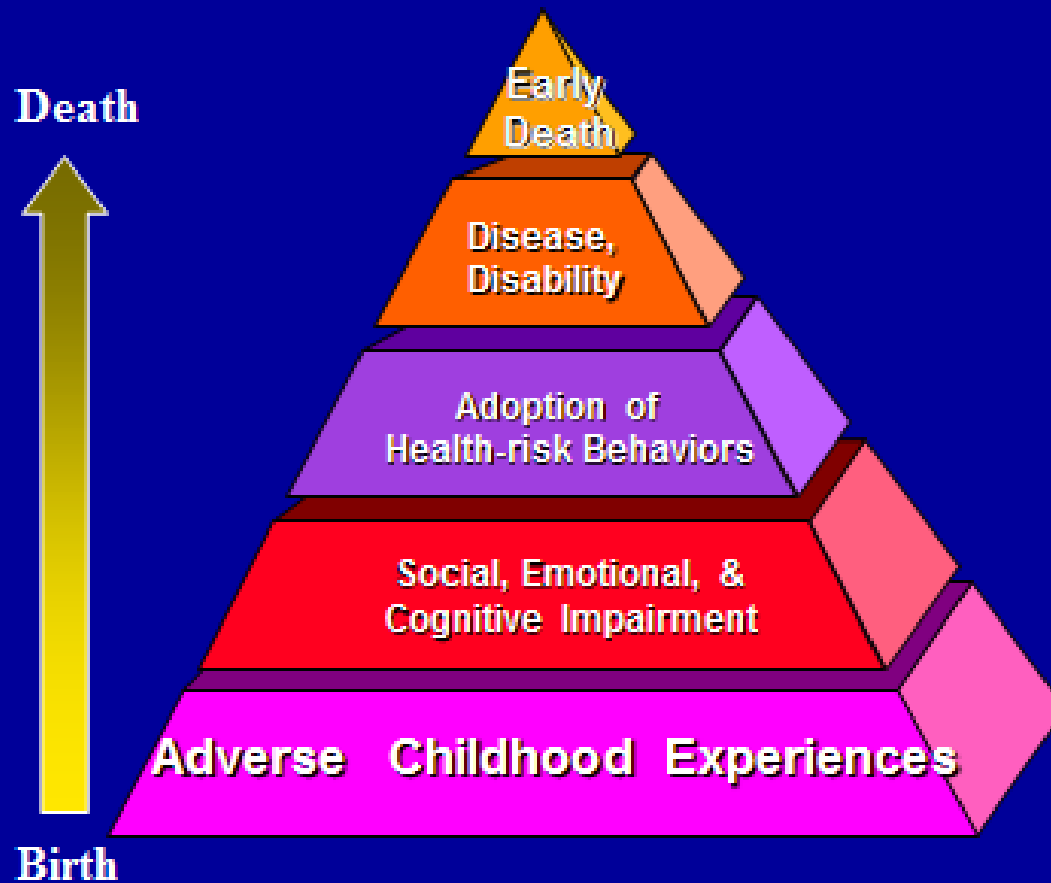 Early
Death
Death
Disease,
Disability
Adoption of
Health-risk Behaviors
Social, Emotional, &
Cognitive Impairment
Adverse Childhood Experiences
Birth